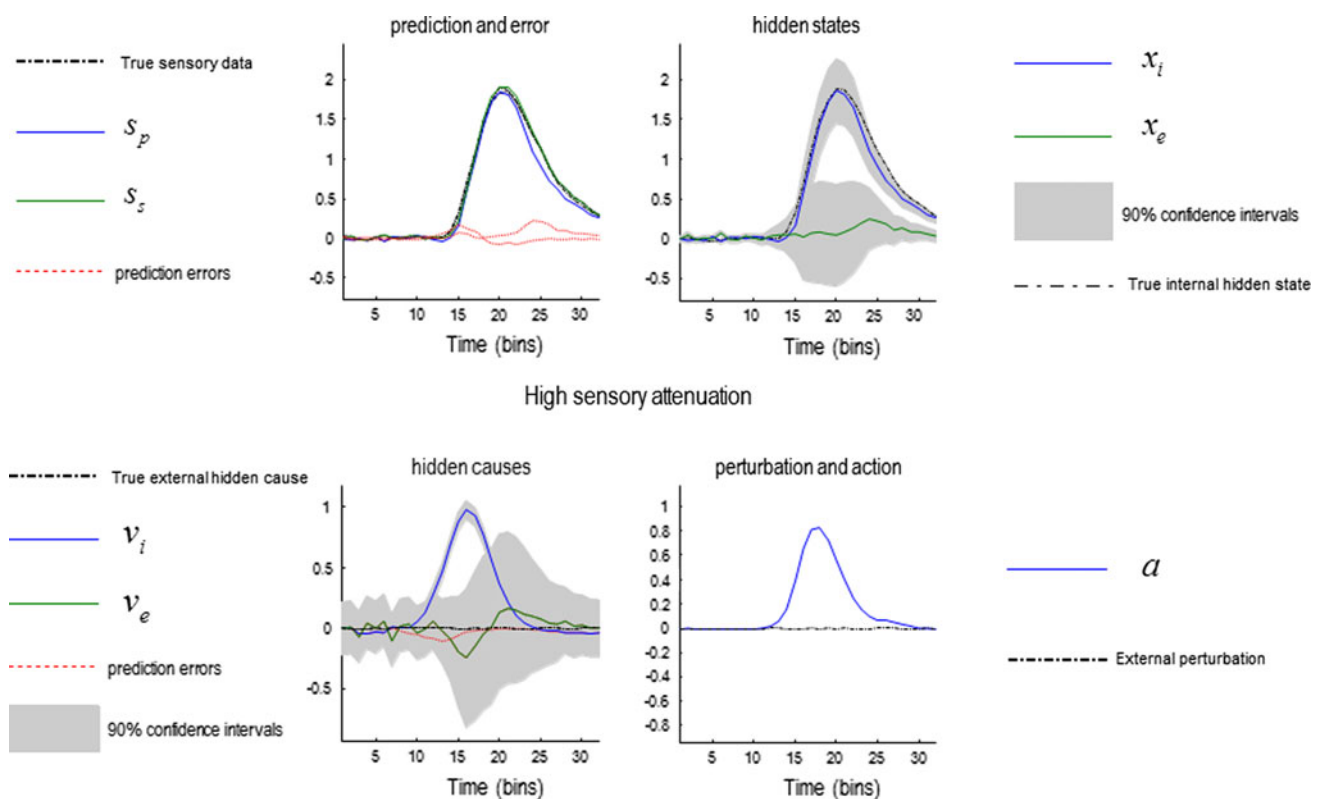 prediction and error
hidden states
True sensory data
s_p
s_s
prediction errors
2
1.5
1
0.5
0
-0.5
5 10 15 20 25 30
Time (bins)
2
1.5
1
0.5
0
-0.5
5 10 15 20 25 30
Time (bins)
x_i
x_e
90% confidence intervals
True internal hidden state
High sensory attenuation
hidden causes
perturbation and action
True external hidden cause
v_i
v_e
prediction errors
90% confidence intervals
1
0.5
0
-0.5
5 10 15 20 25 30
Time (bins)
1
0.8
0.6
0.4
0.2
0
-0.2
-0.4
-0.6
-0.8
5 10 15 20 25 30
Time (bins)
a
External perturbation